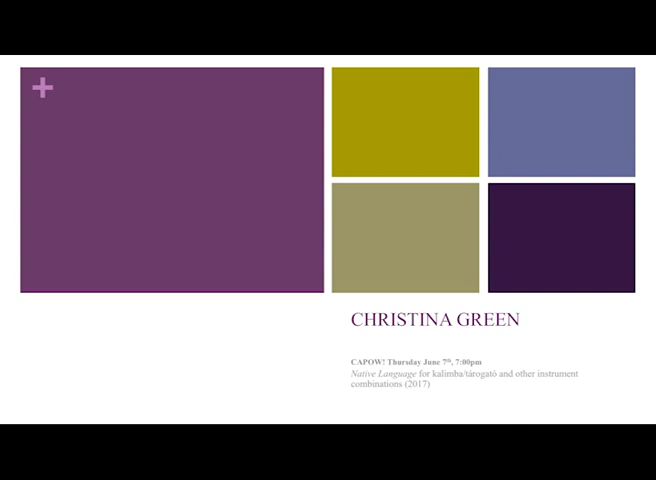 +
CHRISTINA GREEN
CAPOW! Thursday June 7th, 7:00pm
Native Language for kalimba/tárogató and other instrument
combinations (2017)